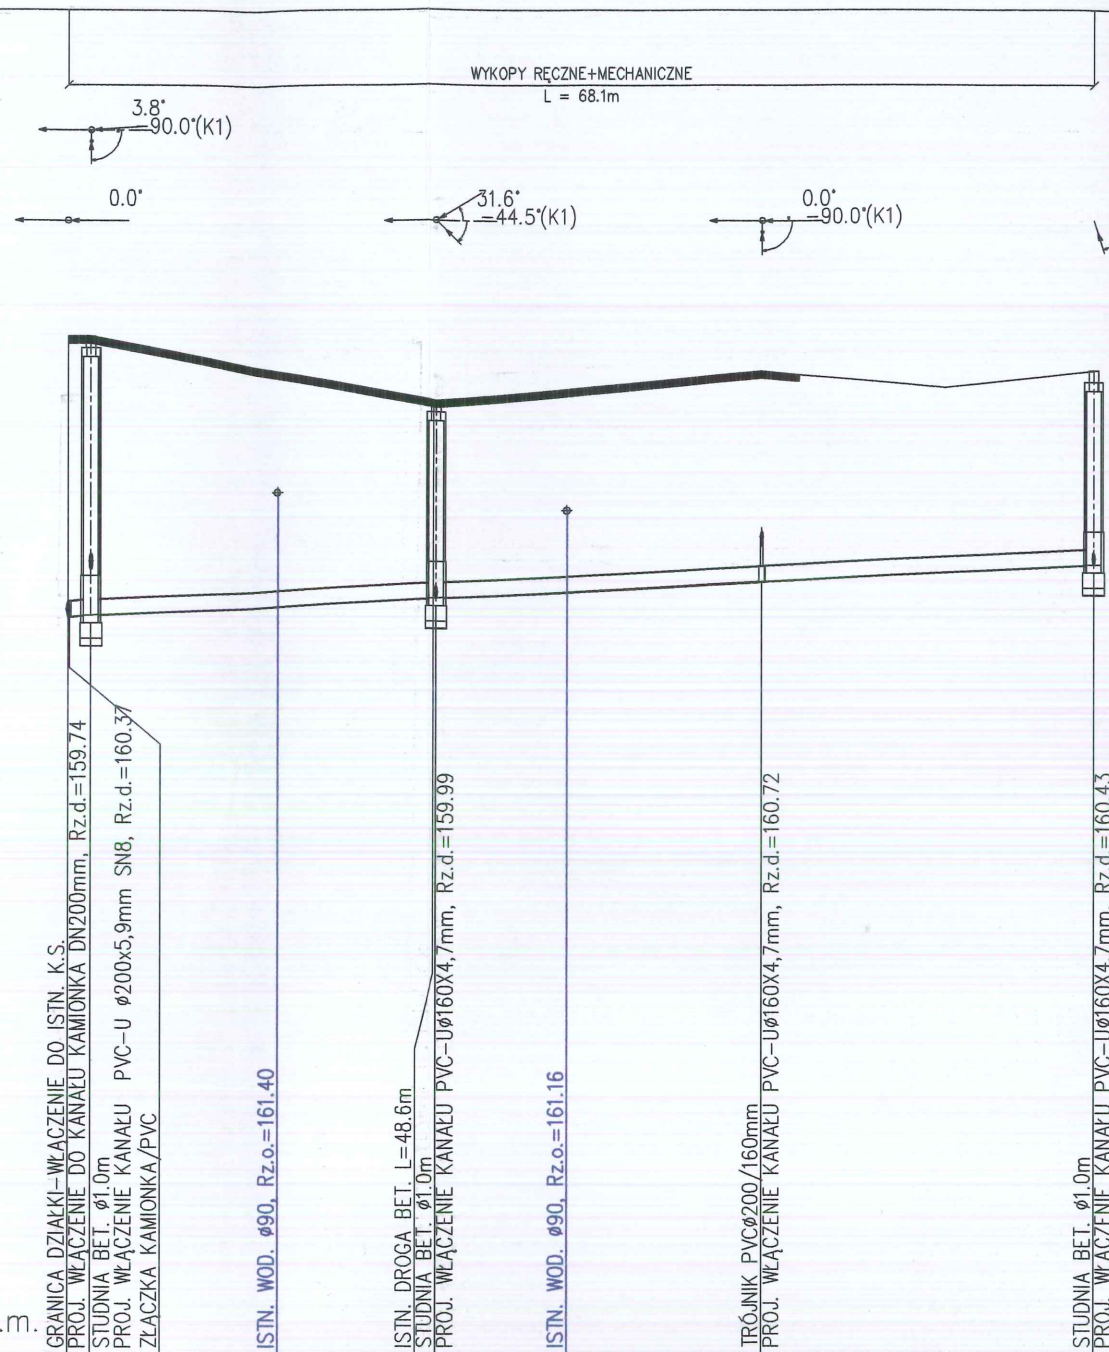 WYKOPY RĘCZNE+MECHANICZNE
L = 68.1m
3.8°
90.0°(K1)
0.0°
31.6°
-44.5°(K1)
0.0°
-90.0°(K1)
GRANICA DZIAŁKI-WŁĄCZENIE DO ISTN. K.S.
PROJ. WŁĄCZENIE DO KANAŁU KAMIONKA DN200mm, Rz.d.=159.74
STUDNIA BET. ø1.0m
PROJ. WŁĄCZENIE KANAŁU PVC-U ø200x5,9mm SN8, Rz.d.=160.37
ZŁĄCZKA KAMIONKA/PVC
ISTN. WOD. ø90, Rz.o.=161.40
ISTN. DROGA BET. L=48.6m
STUDNIA BET. ø1.0m
PROJ. WŁĄCZENIE KANAŁU PVC-Uø160X4,7mm, Rz.d.=159.99
ISTN. WOD. ø90, Rz.o.=161.16
TRÓJNIK PVCø200/160mm
PROJ. WŁĄCZENIE KANAŁU PVC-Uø160X4,7mm, Rz.d.=160.72
STUDNIA BET. ø1.0m
PROJ. WŁĄCZENIE KANAŁU PVC-Uø160X4,7mm, Rz.d.=160.43
.m.